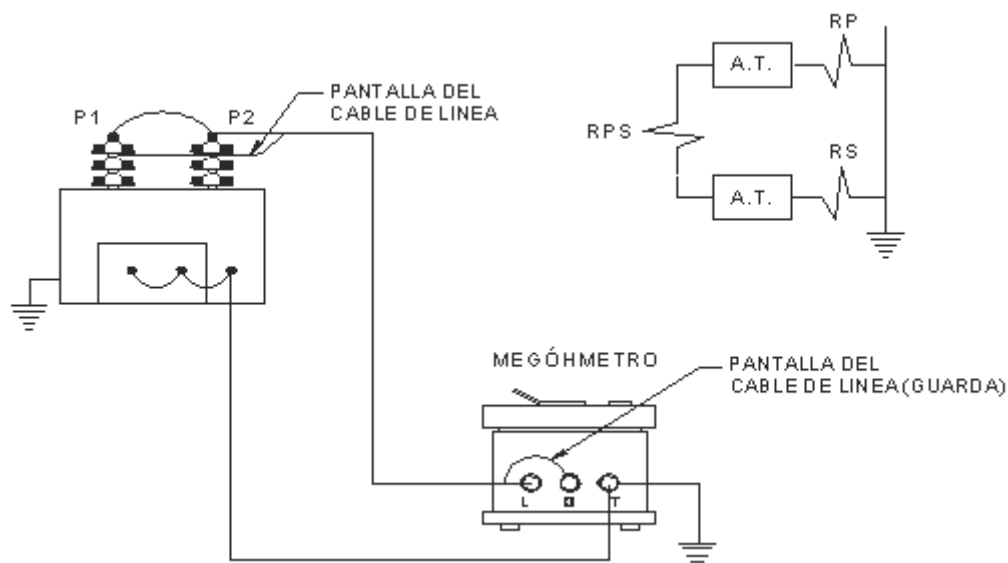 RP
A.T.
RPS
RS
A.T.
P1
P2
PANTALLA DEL
CABLE DE LINEA
MEGÓHMETRO
PANTALLA DEL
CABLE DE LINEA (GUARDA)
L
T